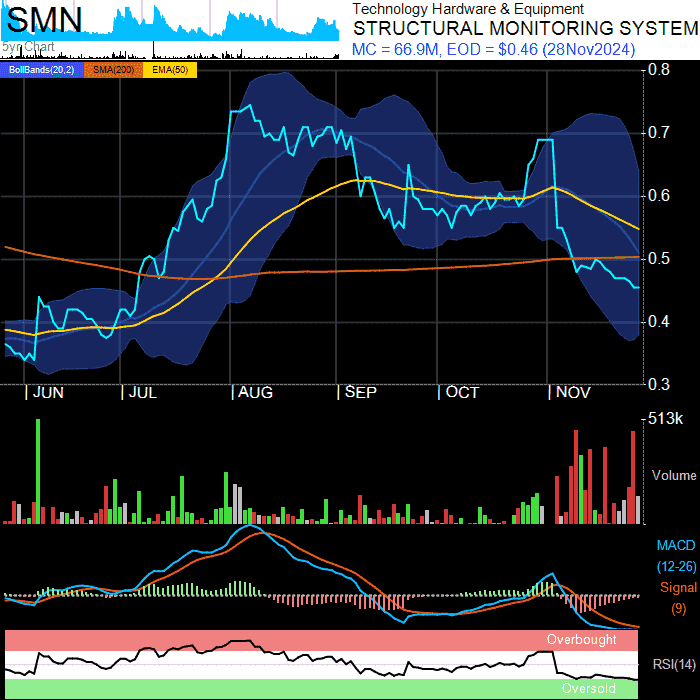 SMN
5yr Chart
Technology Hardware & Equipment
STRUCTURAL MONITORING SYSTEM
MC = 66.9M, EOD = $0.46 (28Nov2024)
BollBands(20,2) SMA(200) EMA(50)
0.8
0.7
0.6
0.5
0.4
0.3
JUN JUL AUG SEP OCT NOV
513k
Volume
MACD
(12-26)
Signal
(9)
Overbought
RSI(14)
Oversold